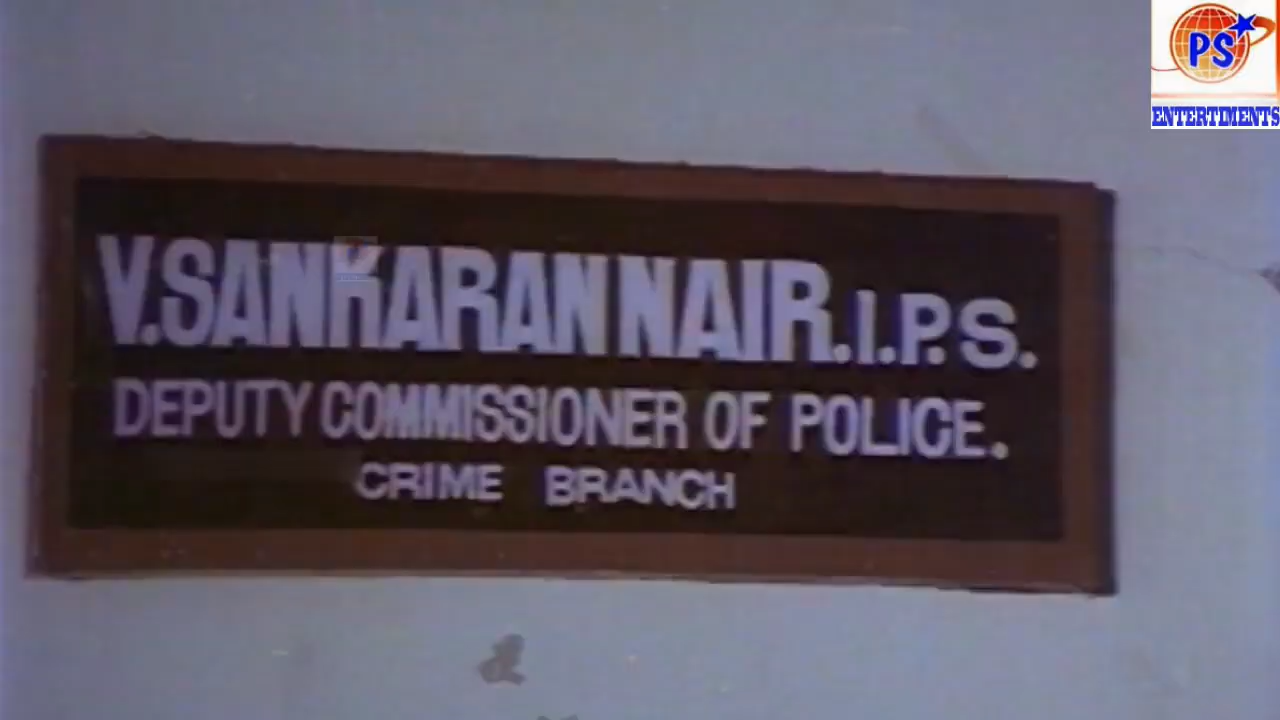 PS
ENTERTIMENTS
V.SANKARAN NAIR.I.P.S.
DEPUTY COMMISSIONER OF POLICE.
CRIME BRANCH